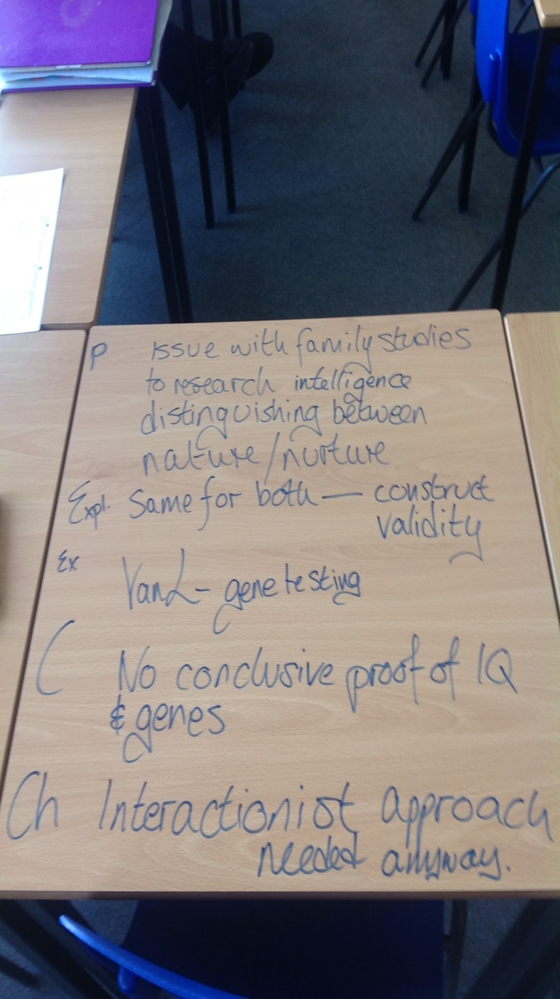 P Issue with family studies
to research intelligence
distinguishing between
nature/nurture
Expl. Same for both — construct
validity
Ex
VanL - gene testing
C No conclusive proof of IQ
& genes
Ch Interactionist approach
needed anyway.